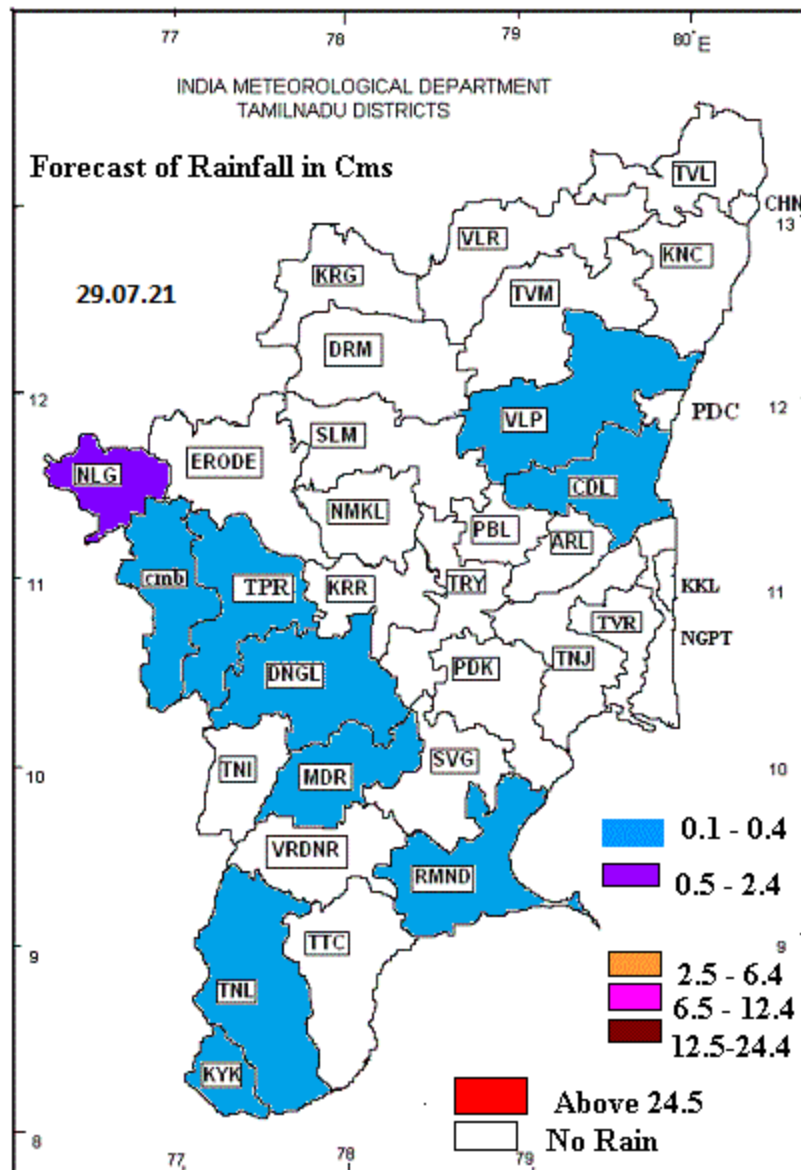 77 78 79 80° E
INDIA METEOROLOGICAL DEPARTMENT
TAMILNADU DISTRICTS
Forecast of Rainfall in Cms
TVL
CHN
13
VLR
KNC
KRG
TVM
29.07.21
DRM
12
VLP
PDC
12
SLM
ERODE
NLG
CDL
NMKL
PBL
ARL
11
cmb
TPR
KRR
TRY
KKL
11
TVR
NGPT
DNGL
PDK
TNJ
10
TNI
MDR
SVG
10
0.1 - 0.4
VRDNR
RMND
0.5 - 2.4
9
TTC
9
2.5 - 6.4
TNL
6.5 - 12.4
12.5-24.4
KYK
Above 24.5
8
No Rain
77 78 79